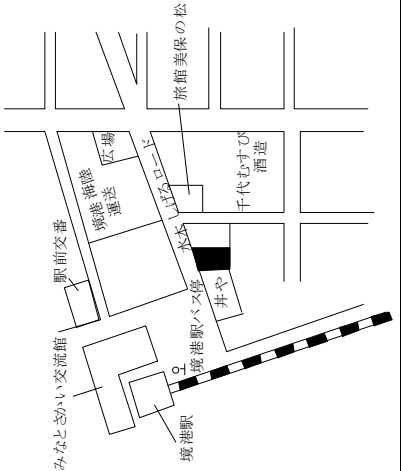 旅館美保の松
広場
水木しげるロード
千代むすび
酒造
境港海陸
運送
駅前交番
境港駅バス停
丼や
みなとさかい交流館
境港駅